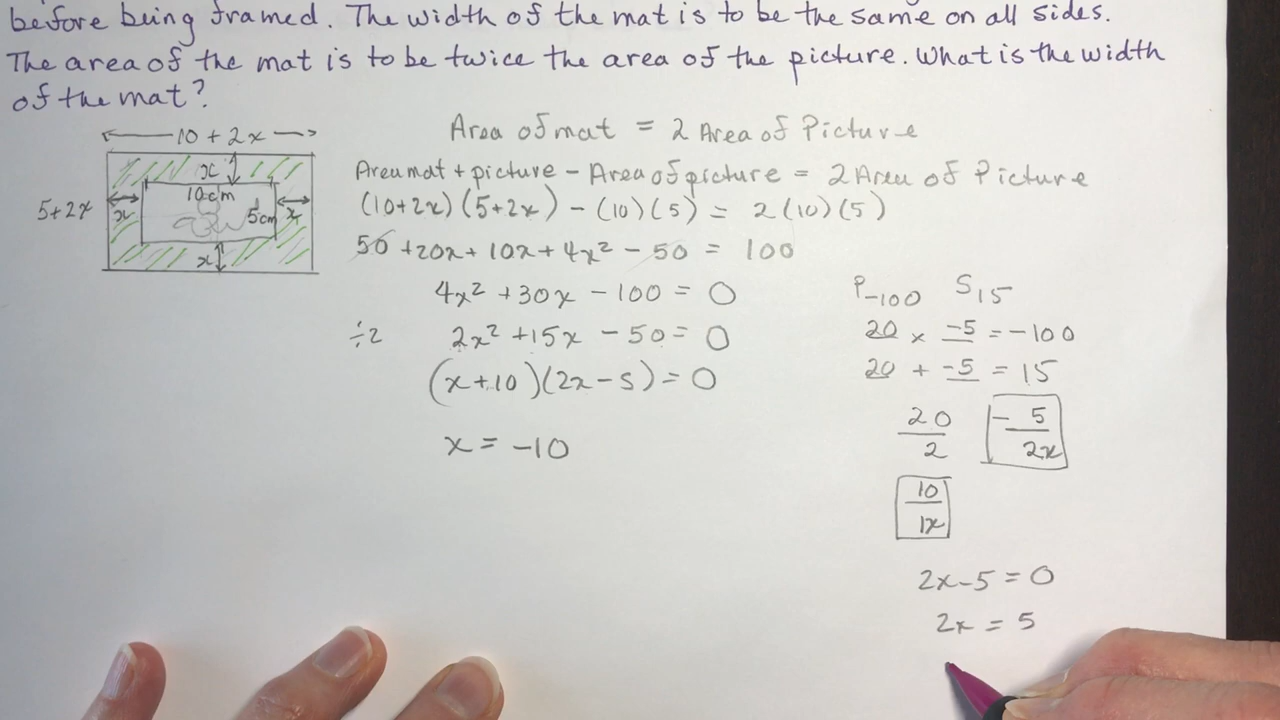 before being framed. The width of the mat is to be the same on all sides.
The area of the mat is to be twice the area of the picture. What is the width
of the mat?
10 + 2x
x
10cm
5+2x
x
5cm
x
x
Area of mat = 2 Area of Picture
Area mat + picture - Area of picture = 2 Area of Picture
(10+2x)(5+2x) - (10)(5) = 2(10)(5)
50 + 20x + 10x + 4x² - 50 = 100
4x² + 30x - 100 = 0
÷2 2x² + 15x - 50 = 0
(x+10)(2x-5) = 0
x = -10
P-100 S15
20 x -5 = -100
20 + -5 = 15
20/2 -5/2x
10/1x
2x-5 = 0
2x = 5